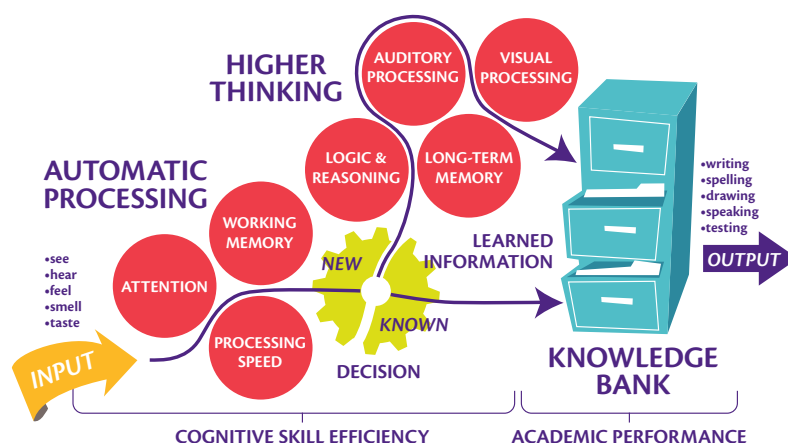 HIGHER
THINKING
AUDITORY
PROCESSING
VISUAL
PROCESSING
LOGIC &
REASONING
LONG-TERM
MEMORY
AUTOMATIC
PROCESSING
WORKING
MEMORY
ATTENTION
PROCESSING
SPEED
•see
•hear
•feel
•smell
•taste
INPUT
NEW
KNOWN
DECISION
LEARNED
INFORMATION
•writing
•spelling
•drawing
•speaking
•testing
OUTPUT
KNOWLEDGE
BANK
COGNITIVE SKILL EFFICIENCY
ACADEMIC PERFORMANCE